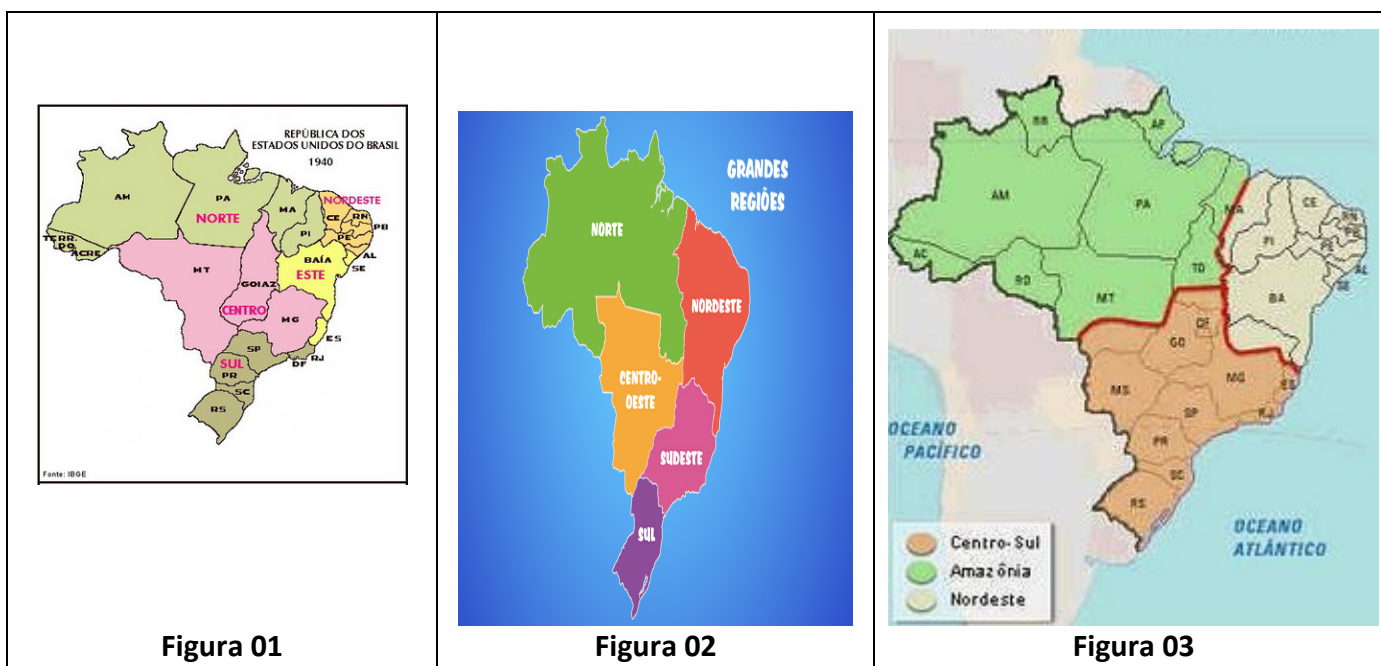 REPÚBLICA DOS
ESTADOS UNIDOS DO BRASIL
1940
NORDESTE
AM
PA
NORTE
MA
CE
RN
PB
PI
PE
TERR.
DO
ACRE
AL
SE
BAÍA
ESTE
MT
GOIAZ
CENTRO
MG
ES
SP
RJ
DF
SUL
PR
SC
RS
Fonte: IBGE
Figura 01
GRANDES
REGIÕES
NORTE
NORDESTE
CENTRO-
OESTE
SUDESTE
SUL
Figura 02
RR
AP
AM
PA
MA
CE
RN
PB
PI
PE
AL
SE
AC
RO
TO
MT
BA
DF
GO
MG
ES
MS
SP
RJ
PR
SC
RS
OCEANO
PACÍFICO
OCEANO
ATLÂNTICO
Centro-Sul
Amazônia
Nordeste
Figura 03